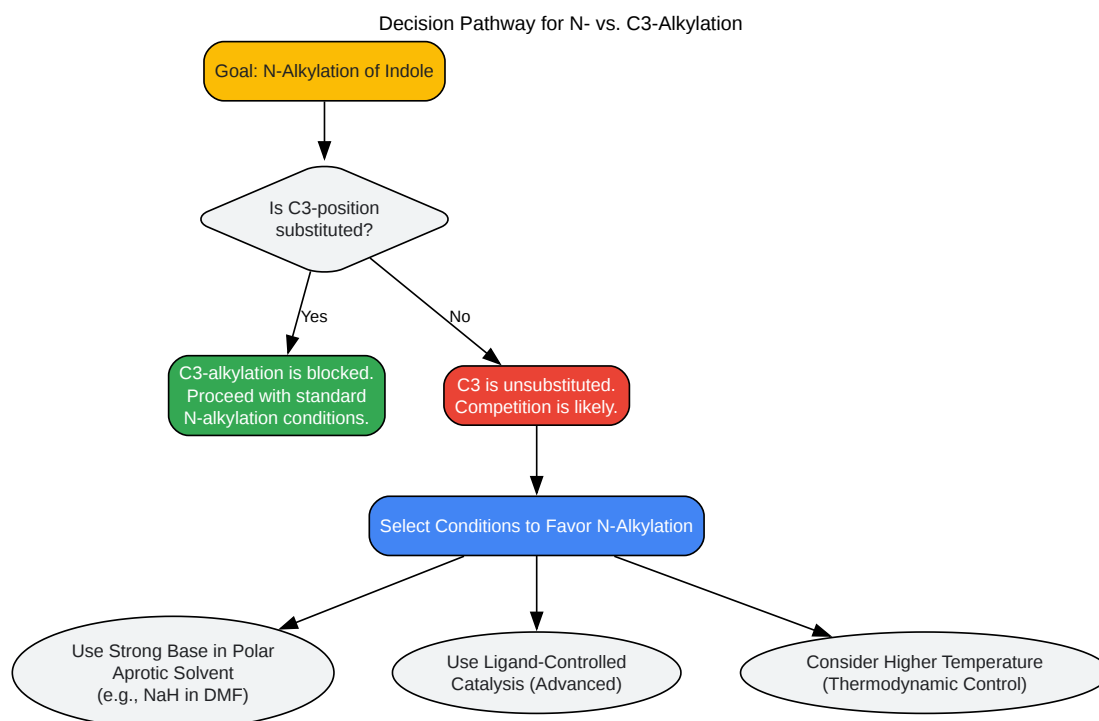 Decision Pathway for N- vs. C3-Alkylation
Goal: N-Alkylation of Indole
Is C3-position
substituted?
Yes
No
C3-alkylation is blocked.
Proceed with standard
N-alkylation conditions.
C3 is unsubstituted.
Competition is likely.
Select Conditions to Favor N-Alkylation
Use Strong Base in Polar
Aprotic Solvent
(e.g., NaH in DMF)
Use Ligand-Controlled
Catalysis (Advanced)
Consider Higher Temperature
(Thermodynamic Control)